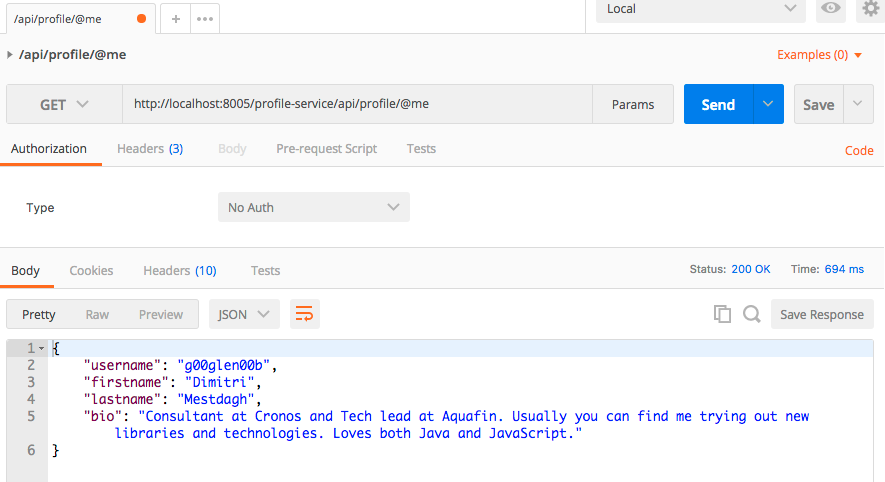 /api/profile/@me
+
•••
Local
/api/profile/@me
Examples (0)
GET
http://localhost:8005/profile-service/api/profile/@me
Params
Send
Save
Authorization
Headers (3)
Body
Pre-request Script
Tests
Code
Type
No Auth
Body
Cookies
Headers (10)
Tests
Status: 200 OK
Time: 694 ms
Pretty
Raw
Preview
JSON
Save Response
1 {
2 "username": "g00glen00b",
3 "firstname": "Dimitri",
4 "lastname": "Mestdagh",
5 "bio": "Consultant at Cronos and Tech lead at Aquafin. Usually you can find me trying out new
libraries and technologies. Loves both Java and JavaScript."
6 }